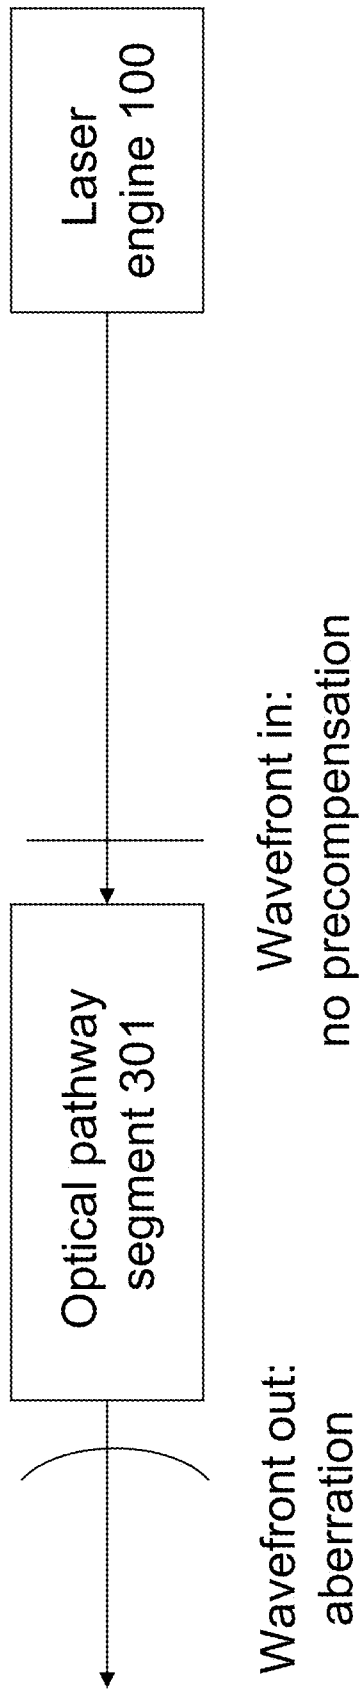 Laser
engine 100
Optical pathway
segment 301
Wavefront in:
no precompensation
Wavefront out:
aberration